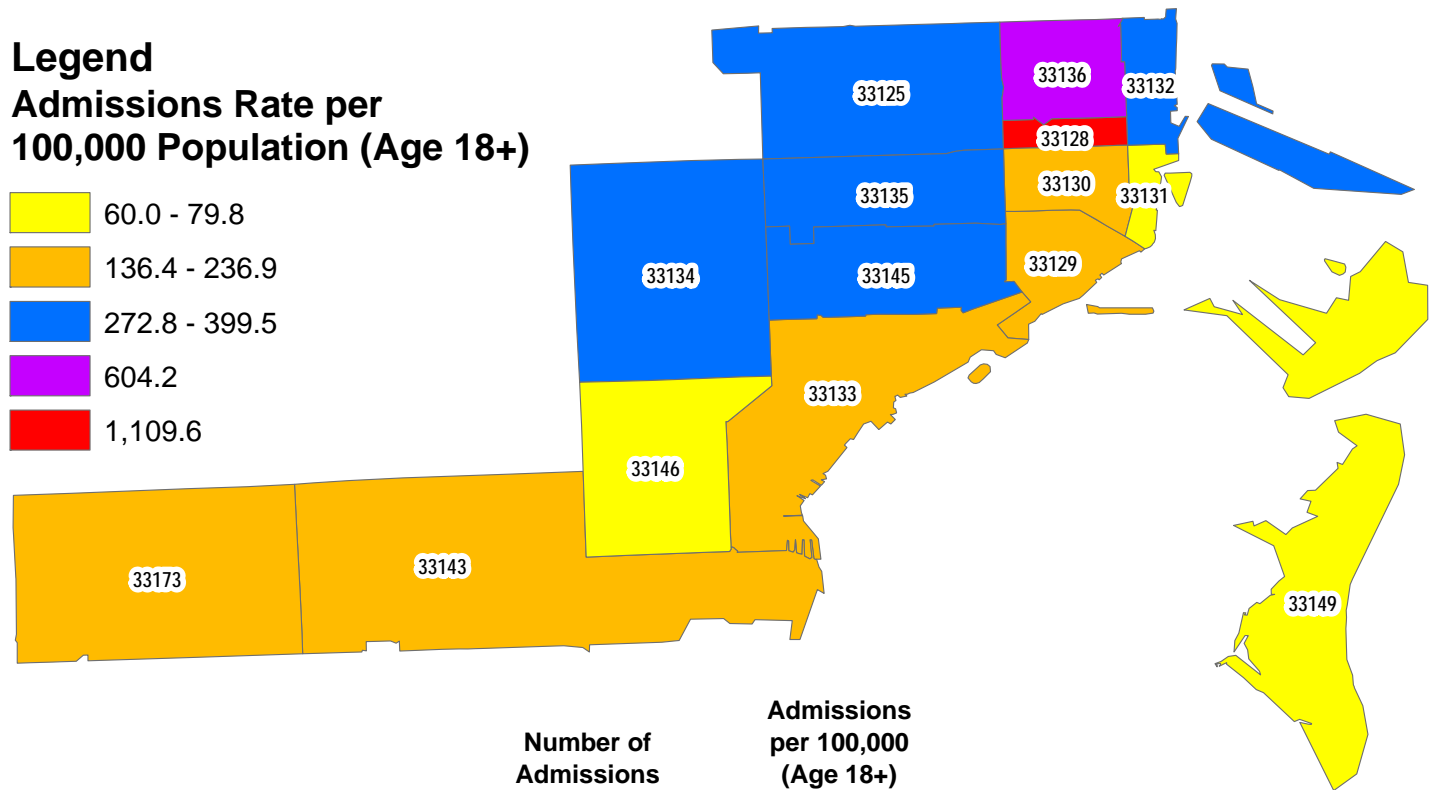 Legend
Admissions Rate per
100,000 Population (Age 18+)
60.0 - 79.8
136.4 - 236.9
272.8 - 399.5
604.2
1,109.6
33136
33125
33132
33128
33130
33135
33131
33129
33134
33145
33133
33146
33143
33173
33149
Number of
Admissions
Admissions
per 100,000
(Age 18+)